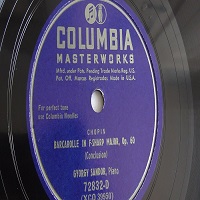 COLUMBIA
MASTERWORKS
Mfd. under Pat. Pending Trade Marks Reg. U.S.
Pat. Off. Marcas Registradas Made in U.S.A.
For perfect tone
use Columbia Needles
CHOPIN
BARCAROLLE IN F-SHARP MAJOR, Op. 60
(Conclusion)
GYORGY SANDOR, Piano
72832-D
(XCO 39950)